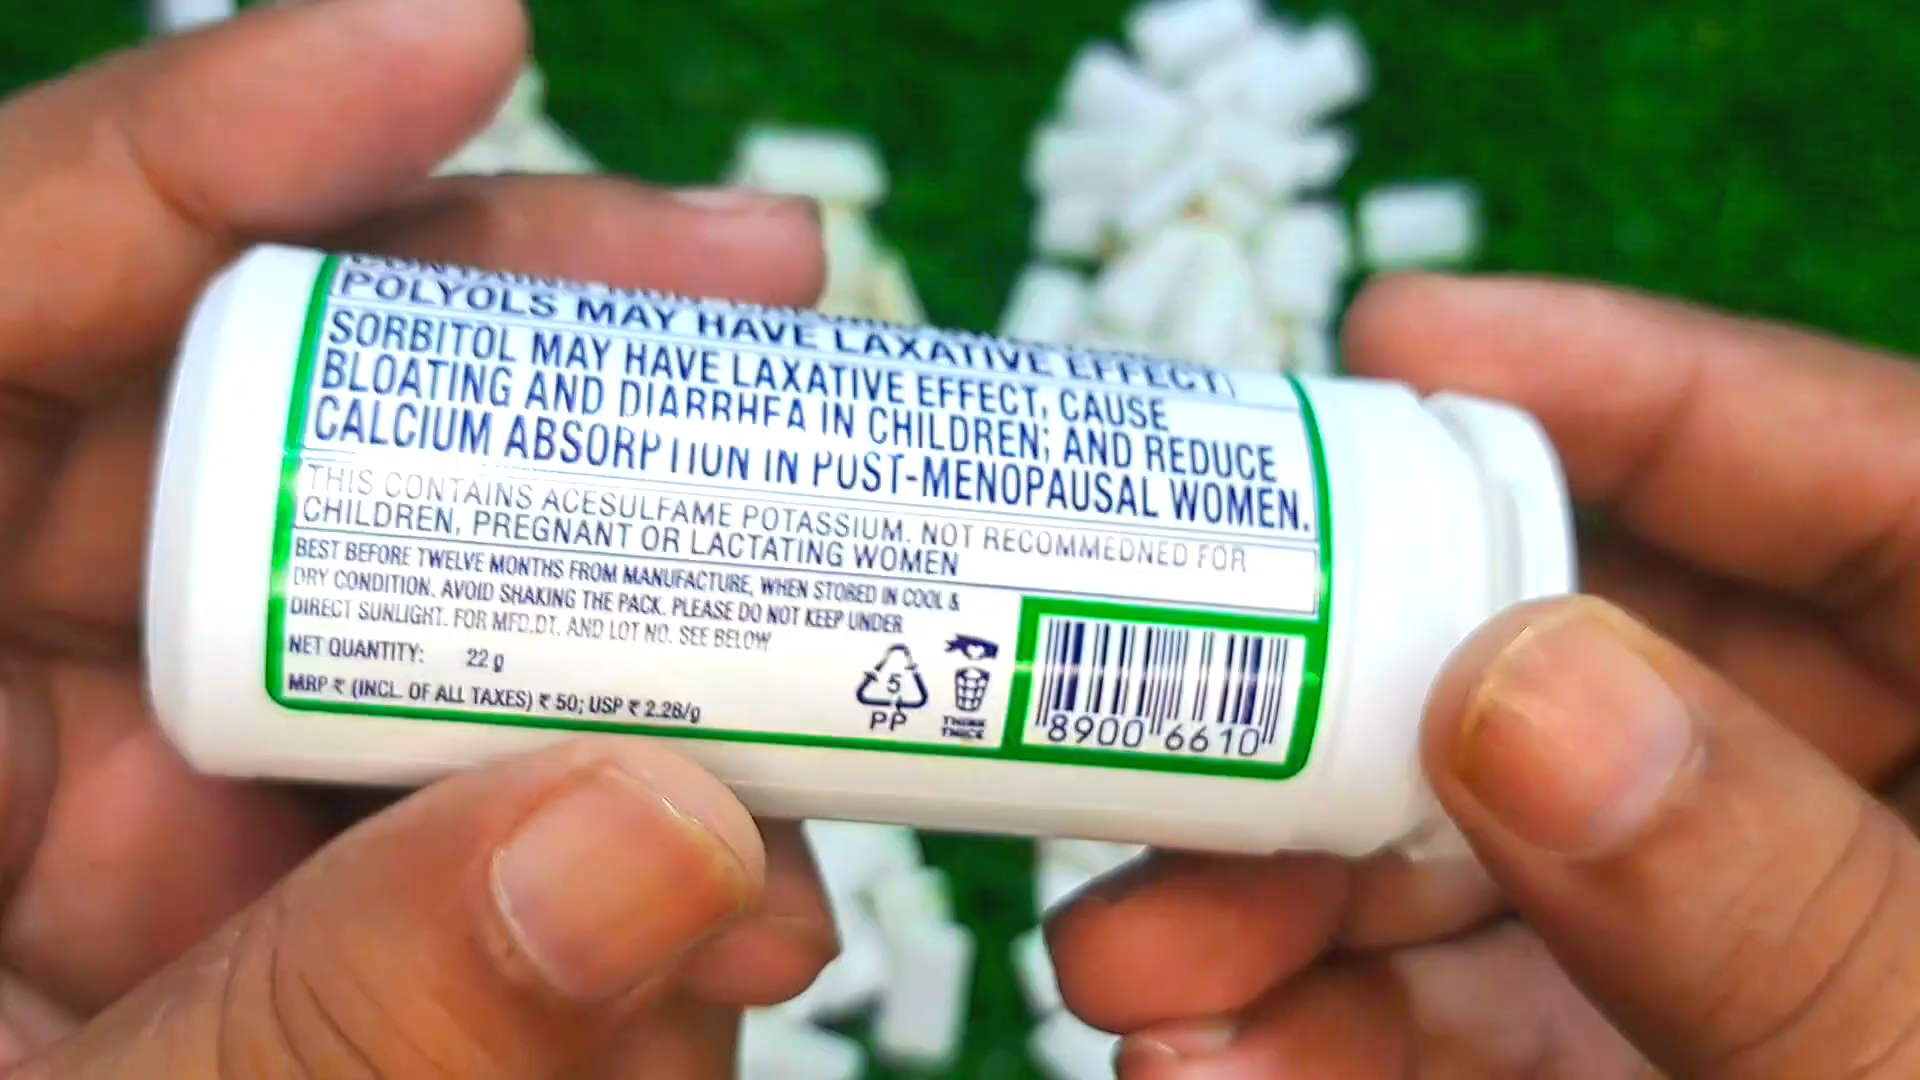 POLYOLS MAY HAVE LAXATIVE EFFECT
SORBITOL MAY HAVE LAXATIVE EFFECT, CAUSE
BLOATING AND DIARRHEA IN CHILDREN; AND REDUCE
CALCIUM ABSORPTION IN POST-MENOPAUSAL WOMEN.
THIS CONTAINS ACESULFAME POTASSIUM. NOT RECOMMEDNED FOR
CHILDREN, PREGNANT OR LACTATING WOMEN
BEST BEFORE TWELVE MONTHS FROM MANUFACTURE, WHEN STORED IN COOL &
DRY CONDITION. AVOID SHAKING THE PACK. PLEASE DO NOT KEEP UNDER
DIRECT SUNLIGHT. FOR MFD.DT. AND LOT NO. SEE BELOW
NET QUANTITY: 22 g
MRP ₹ (INCL. OF ALL TAXES) ₹ 50; USP ₹ 2.28/g
5
PP
THINK
TWICE
8900 6610